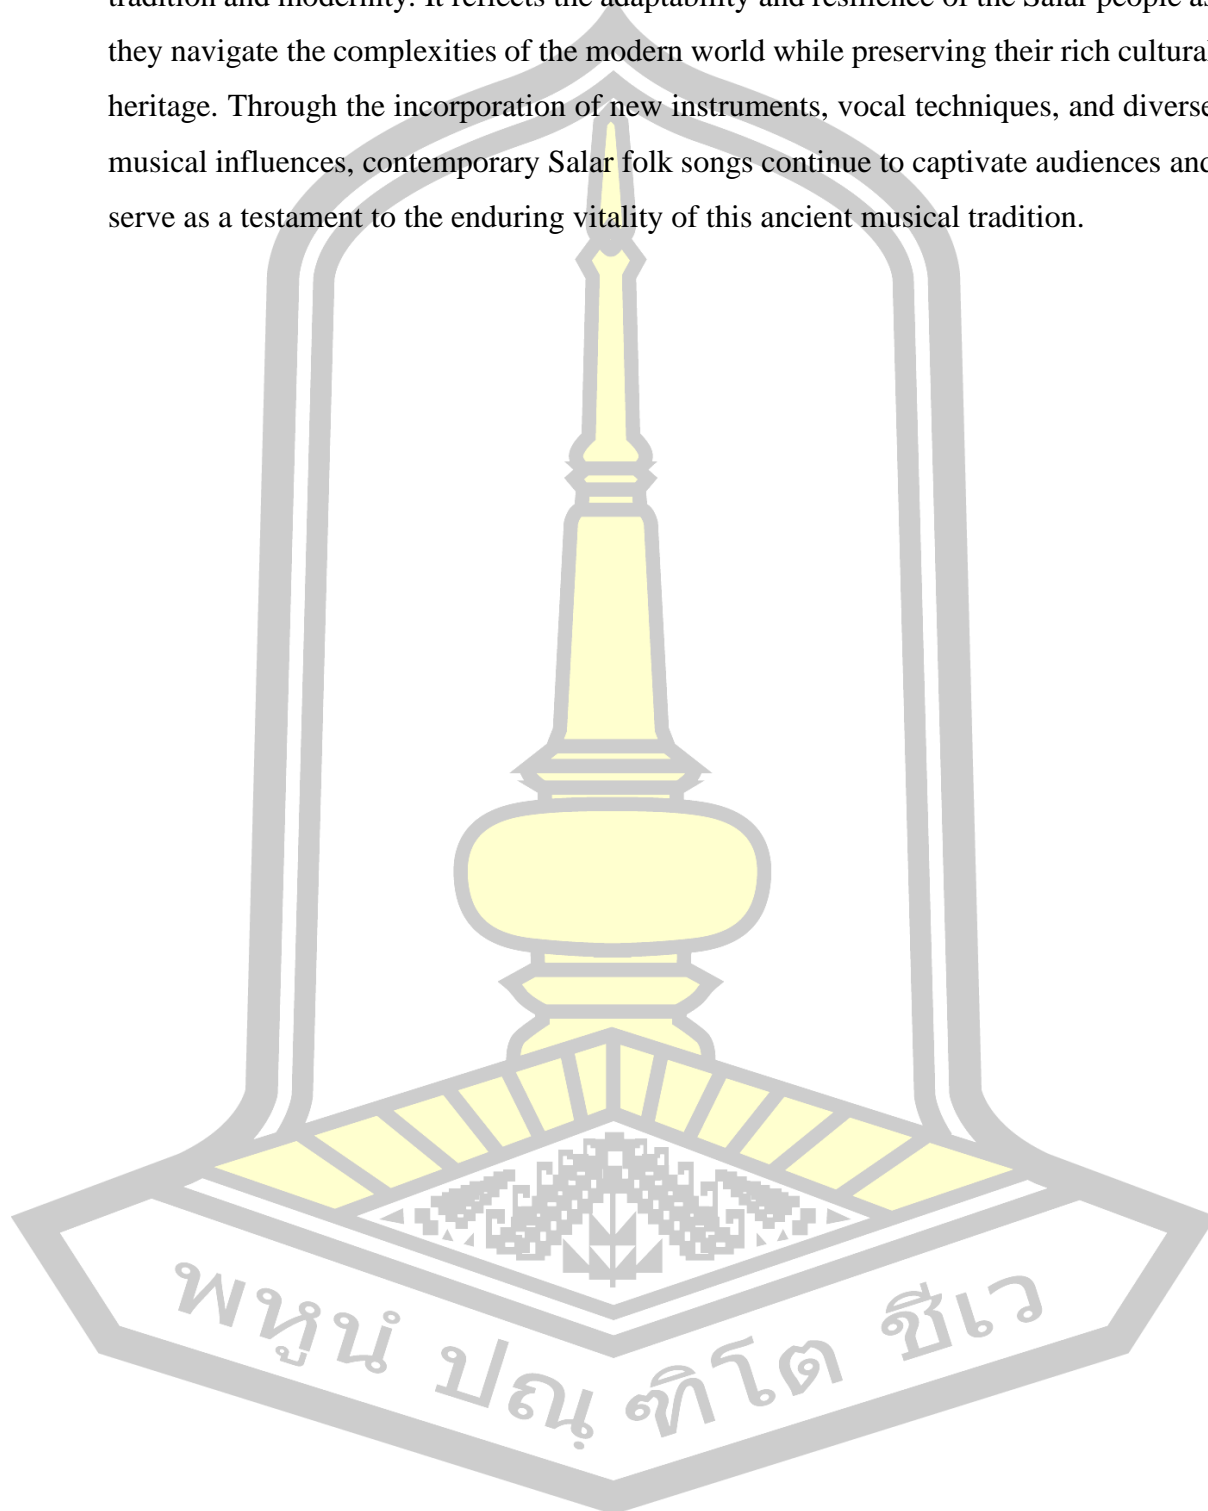 tradition and modernity. It reflects the adaptability and resilience of the Salar people as
they navigate the complexities of the modern world while preserving their rich cultural
heritage. Through the incorporation of new instruments, vocal techniques, and diverse
musical influences, contemporary Salar folk songs continue to captivate audiences and
serve as a testament to the enduring vitality of this ancient musical tradition.
พหูนํ ปณฺฑิโต ชีเว